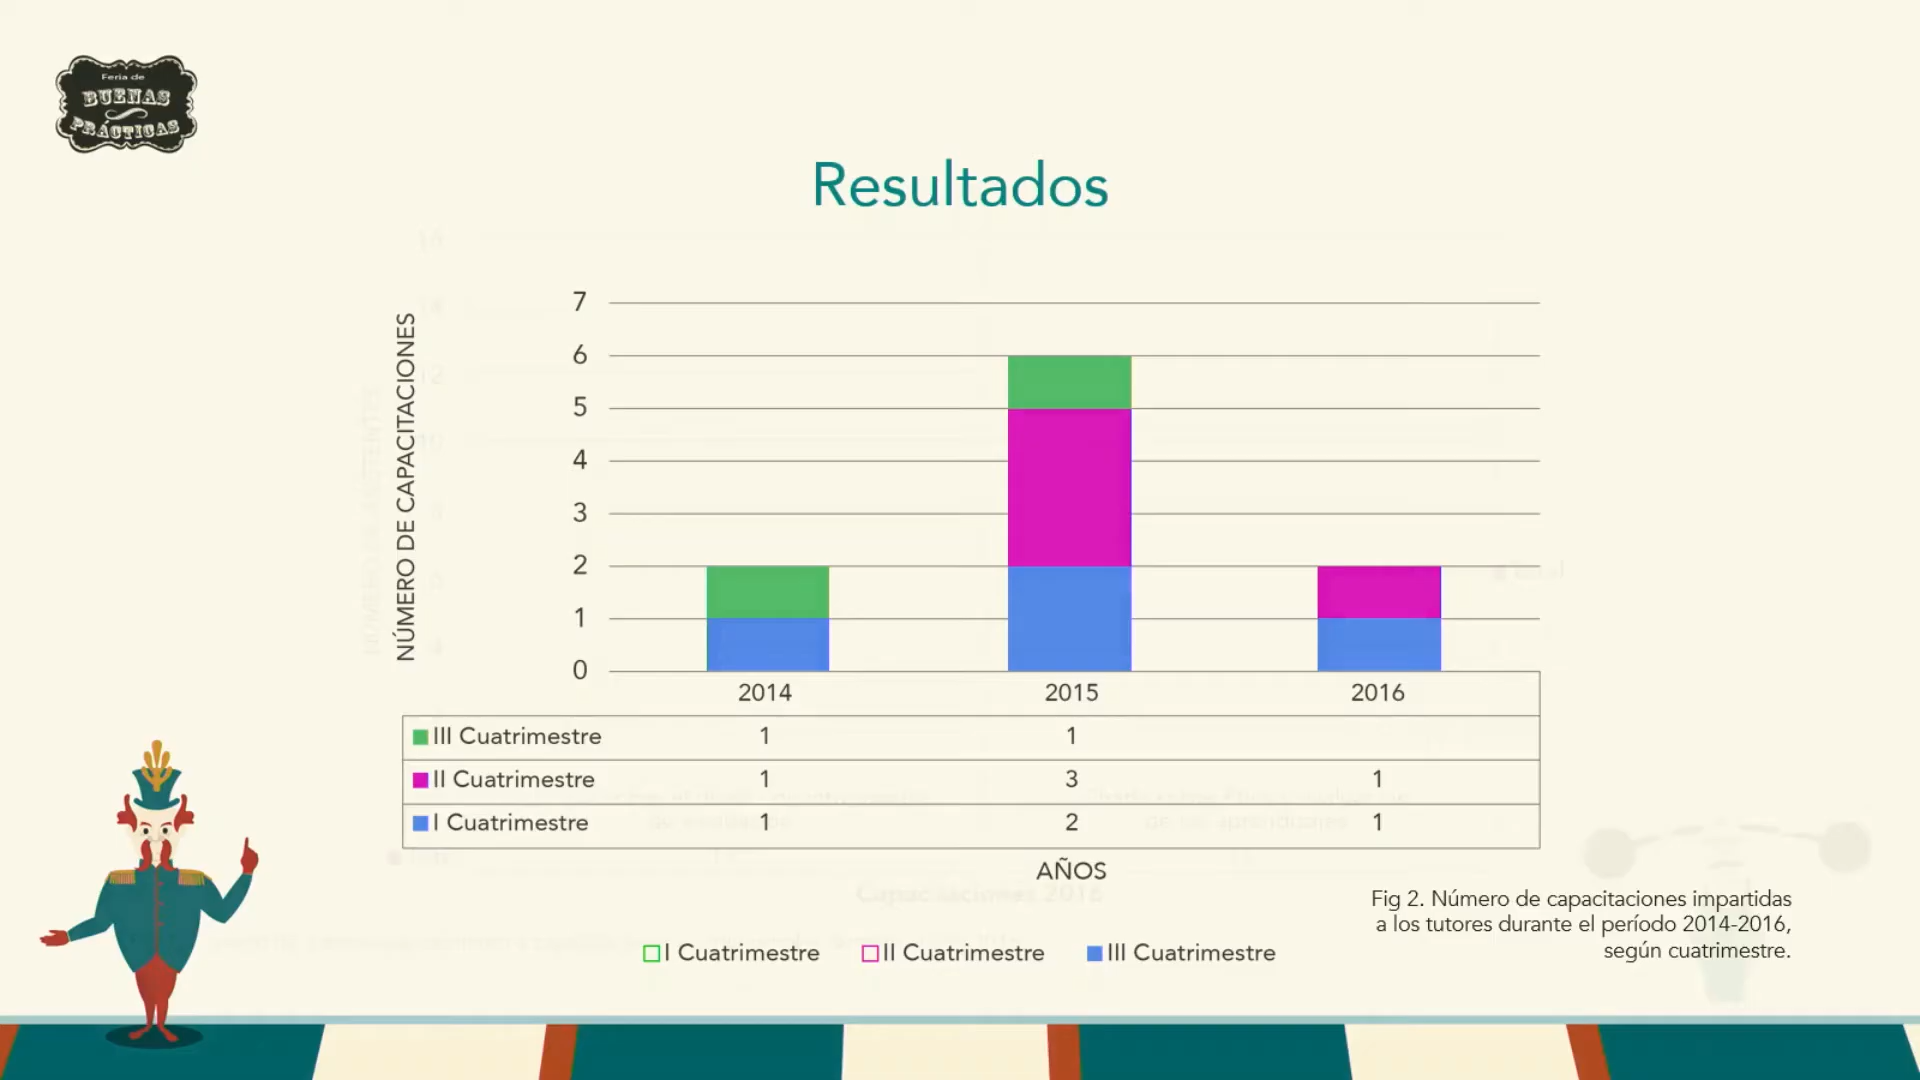 Feria de
BUENAS
PRÁCTICAS
Resultados
NÚMERO DE CAPACITACIONES
7
6
5
4
3
2
1
0
2014 2015 2016
III Cuatrimestre 1 1
II Cuatrimestre 1 3 1
I Cuatrimestre 1 2 1
AÑOS
Fig 2. Número de capacitaciones impartidas
a los tutores durante el período 2014-2016,
según cuatrimestre.
I Cuatrimestre II Cuatrimestre III Cuatrimestre
Capacitaciones 2016